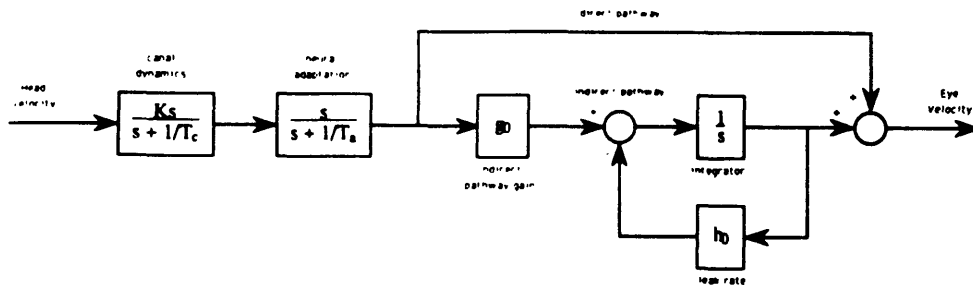 direct pathway
canal
dynamics
neural
adaptation
Head
velocity
Ks
s + 1/Tc
s
s + 1/Ta
g0
indirect
pathway gain
indirect pathway
+
1
s
integrator
h0
leak rate
+
+
Eye
Velocity